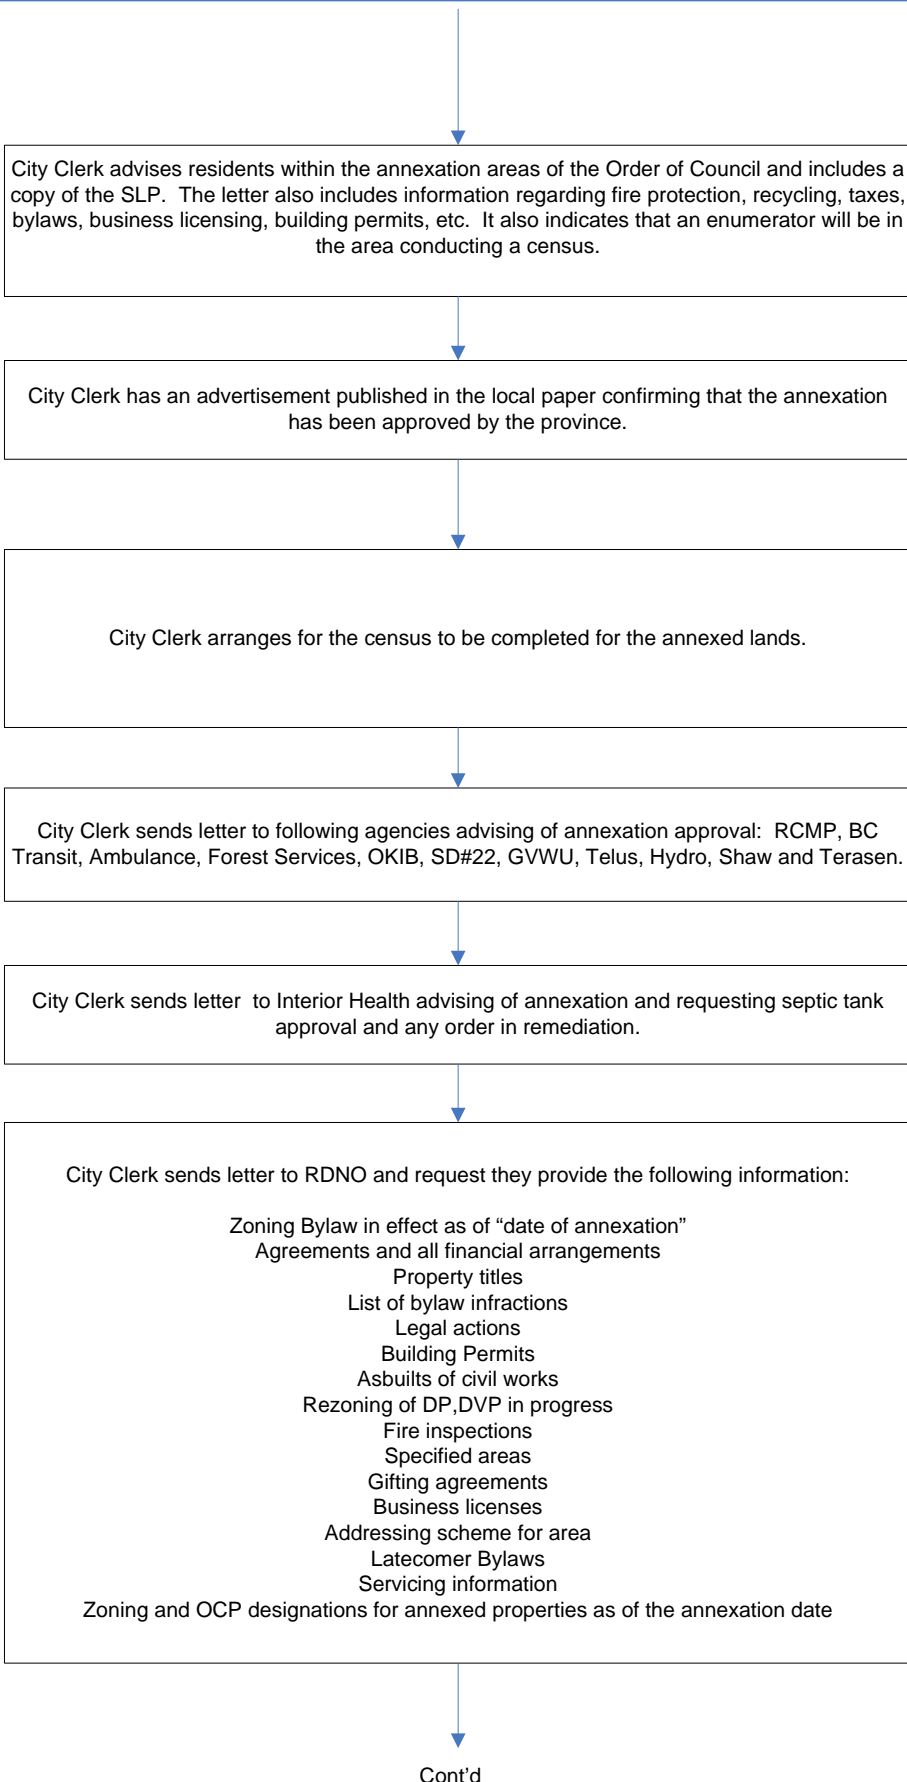 City Clerk advises residents within the annexation areas of the Order of Council and includes a
copy of the SLP.  The letter also includes information regarding fire protection, recycling, taxes,
bylaws, business licensing, building permits, etc.  It also indicates that an enumerator will be in
the area conducting a census.
City Clerk has an advertisement published in the local paper confirming that the annexation
has been approved by the province.
City Clerk arranges for the census to be completed for the annexed lands.
City Clerk sends letter to following agencies advising of annexation approval:  RCMP, BC
Transit, Ambulance, Forest Services, OKIB, SD#22, GVWU, Telus, Hydro, Shaw and Terasen.
City Clerk sends letter  to Interior Health advising of annexation and requesting septic tank
approval and any order in remediation.
City Clerk sends letter to RDNO and request they provide the following information:
Zoning Bylaw in effect as of “date of annexation”
Agreements and all financial arrangements
Property titles
List of bylaw infractions
Legal actions
Building Permits
Asbuilts of civil works
Rezoning of DP,DVP in progress
Fire inspections
Specified areas
Gifting agreements
Business licenses
Addressing scheme for area
Latecomer Bylaws
Servicing information
Zoning and OCP designations for annexed properties as of the annexation date
Cont’d